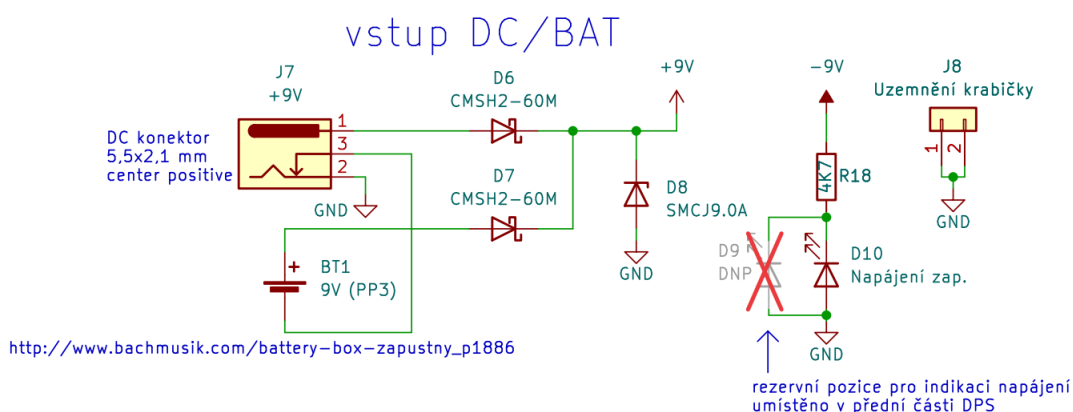 vstup DC/BAT
J7
+9V
DC konektor
5,5x2,1 mm
center positive
1
3
2
GND
D6
CMSH2-60M
D7
CMSH2-60M
+
BT1
9V (PP3)
http://www.bachmusik.com/battery-box-zapustny_p1886
+9V
D8
SMCJ9.0A
GND
-9V
4K7
R18
D9
DNP
D10
Napájení zap.
GND
rezervní pozice pro indikaci napájení
umístěno v přední části DPS
J8
Uzemnění krabičky
1
2
GND